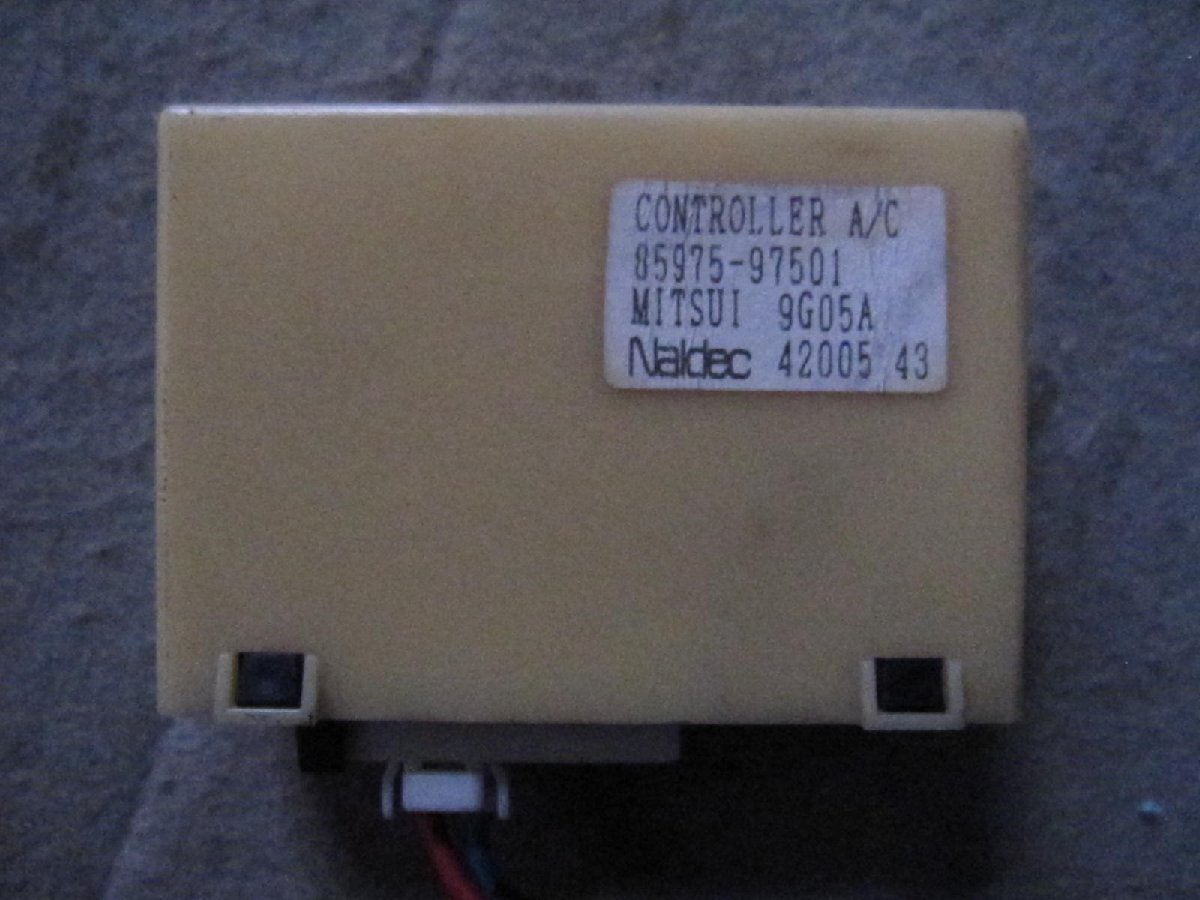 CONTROLLER A/C
85975-97501
MITSUI 9G05A
Naldec 42005 43